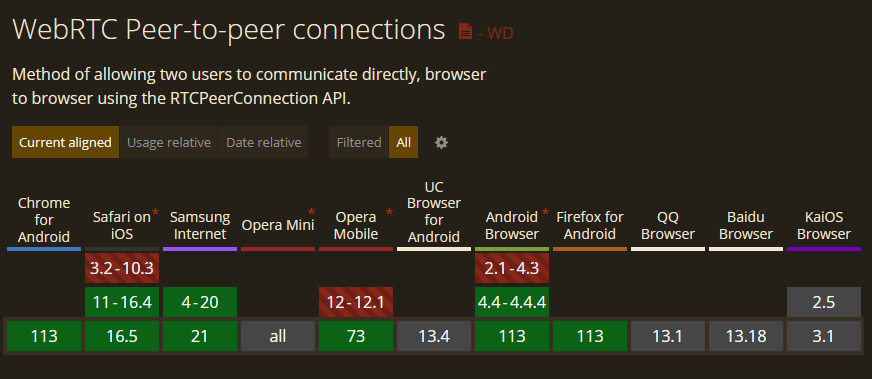 WebRTC Peer-to-peer connections - WD
Method of allowing two users to communicate directly, browser
to browser using the RTCPeerConnection API.
Current aligned Usage relative Date relative Filtered All
Chrome for Android Safari on iOS * Samsung Internet Opera Mini * Opera Mobile * UC Browser for Android Android Browser * Firefox for Android QQ Browser Baidu Browser KaiOS Browser
3.2-10.3 2.1-4.3
11-16.4 4-20 12-12.1 4.4-4.4.4 2.5
113 16.5 21 all 73 13.4 113 113 13.1 13.18 3.1